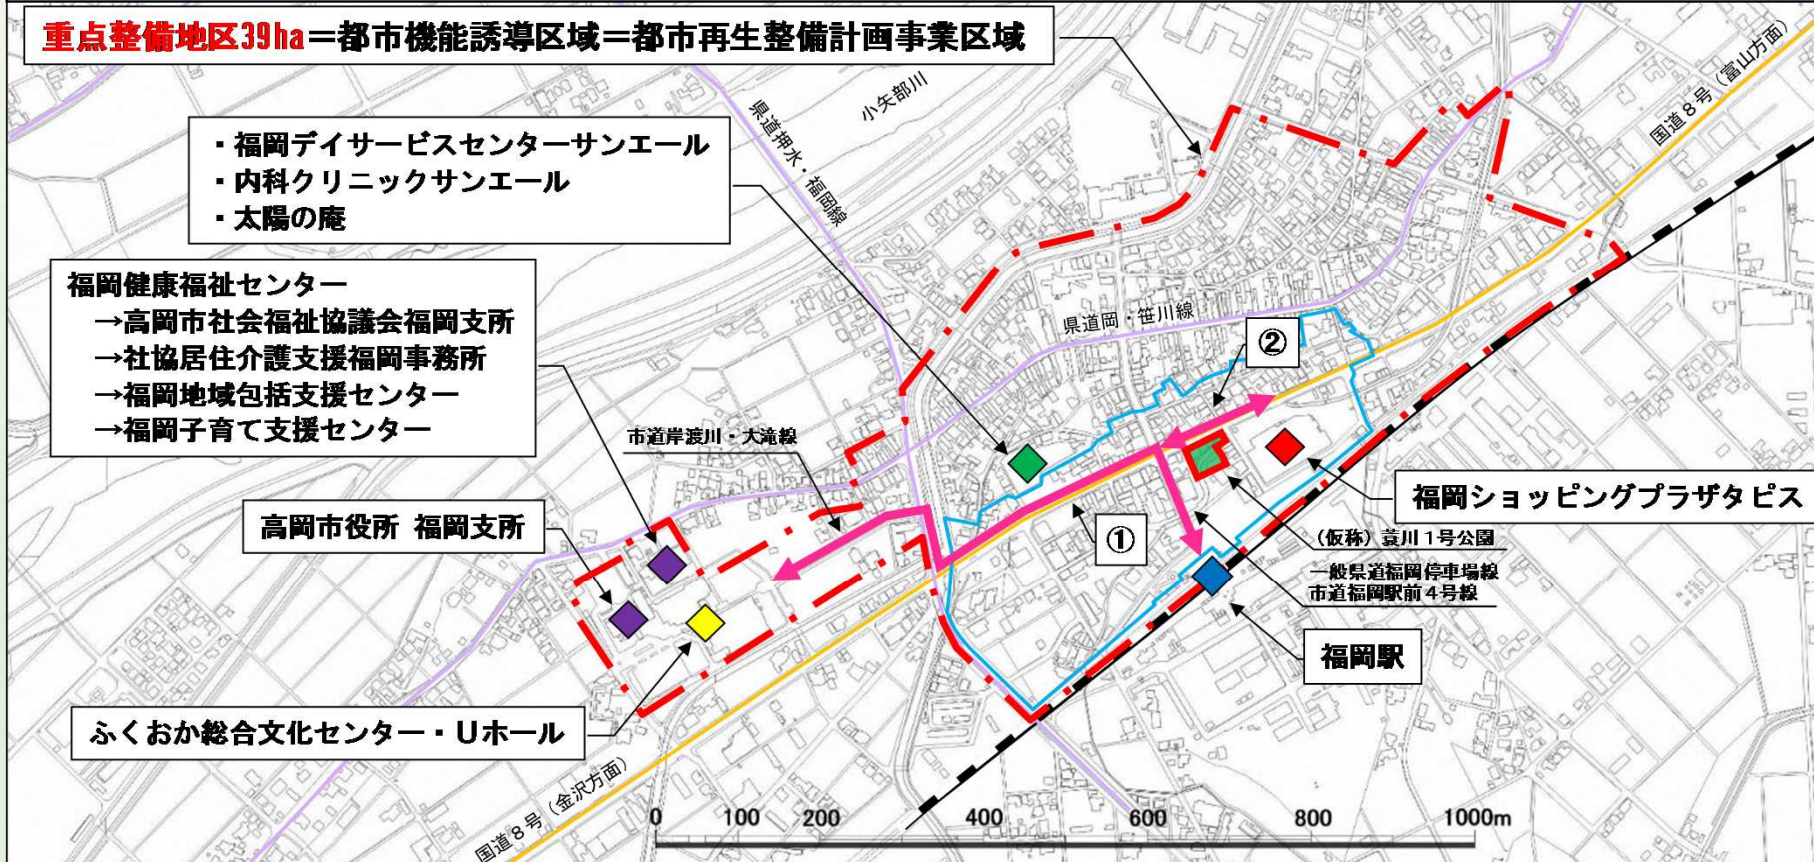 重点整備地区39ha＝都市機能誘導区域＝都市再生整備計画事業区域
国道８号（富山方面）
小矢部川
県道押水・福岡線
・福岡デイサービスセンターサンエール
・内科クリニックサンエール
・太陽の庵
福岡健康福祉センター
→高岡市社会福祉協議会福岡支所
→社協居住介護支援福岡事務所
→福岡地域包括支援センター
→福岡子育て支援センター
県道岡・笹川線
②
市道岸渡川・大滝線
福岡ショッピングプラザタピス
高岡市役所 福岡支所
①
（仮称）蓑川１号公園
一般県道福岡停車場線
市道福岡駅前４号線
福岡駅
ふくおか総合文化センター・Uホール
国道８号（金沢方面）
0 100 200 400 600 800 1000m